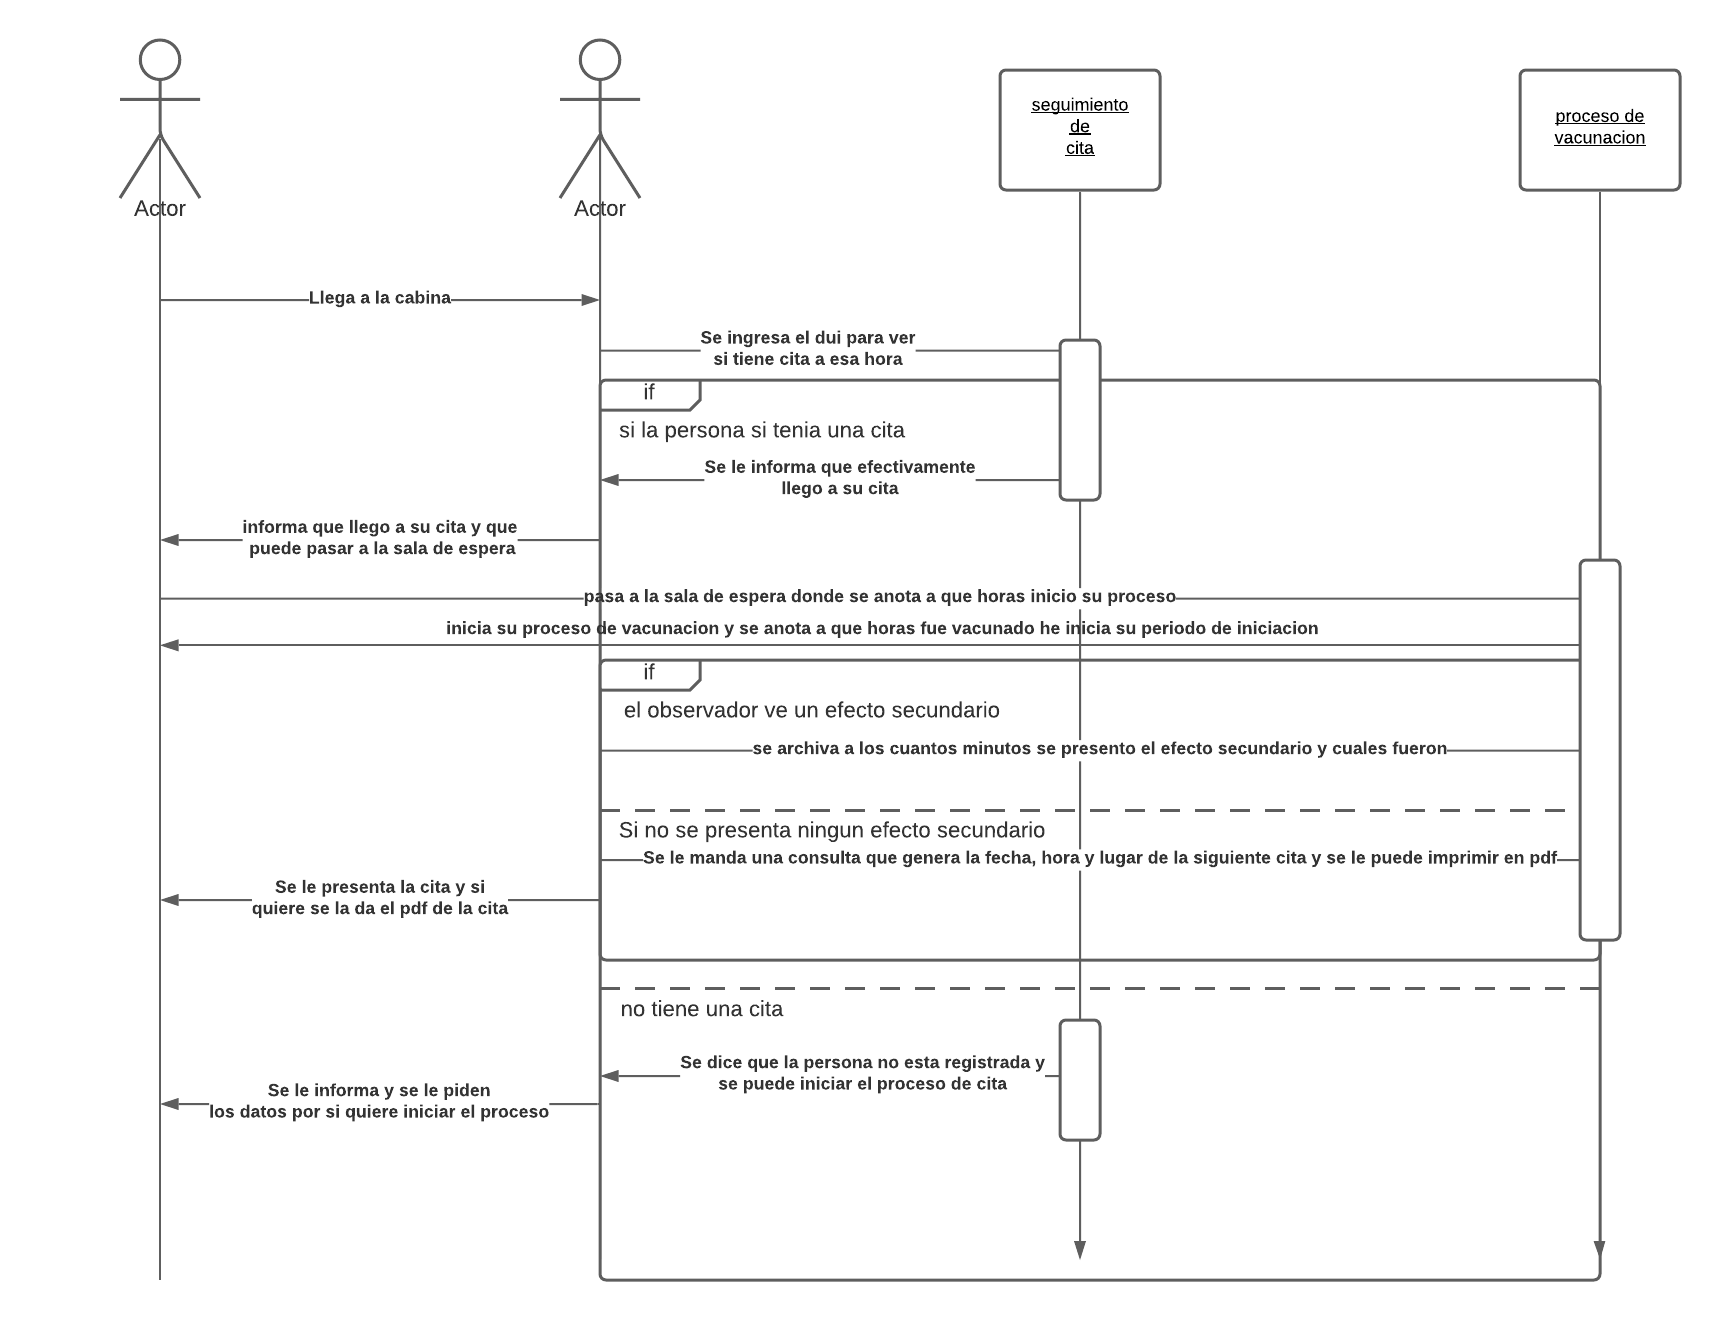 Actor
Actor
seguimiento
de
cita
proceso de
vacunacion
Llega a la cabina
Se ingresa el dui para ver
si tiene cita a esa hora
if
si la persona si tenia una cita
Se le informa que efectivamente
llego a su cita
informa que llego a su cita y que
puede pasar a la sala de espera
pasa a la sala de espera donde se anota a que horas inicio su proceso
inicia su proceso de vacunacion y se anota a que horas fue vacunado he inicia su periodo de iniciacion
if
el observador ve un efecto secundario
se archiva a los cuantos minutos se presento el efecto secundario y cuales fueron
Si no se presenta ningun efecto secundario
Se le manda una consulta que genera la fecha, hora y lugar de la siguiente cita y se le puede imprimir en pdf
Se le presenta la cita y si
quiere se la da el pdf de la cita
no tiene una cita
Se dice que la persona no esta registrada y
se puede iniciar el proceso de cita
Se le informa y se le piden
los datos por si quiere iniciar el proceso